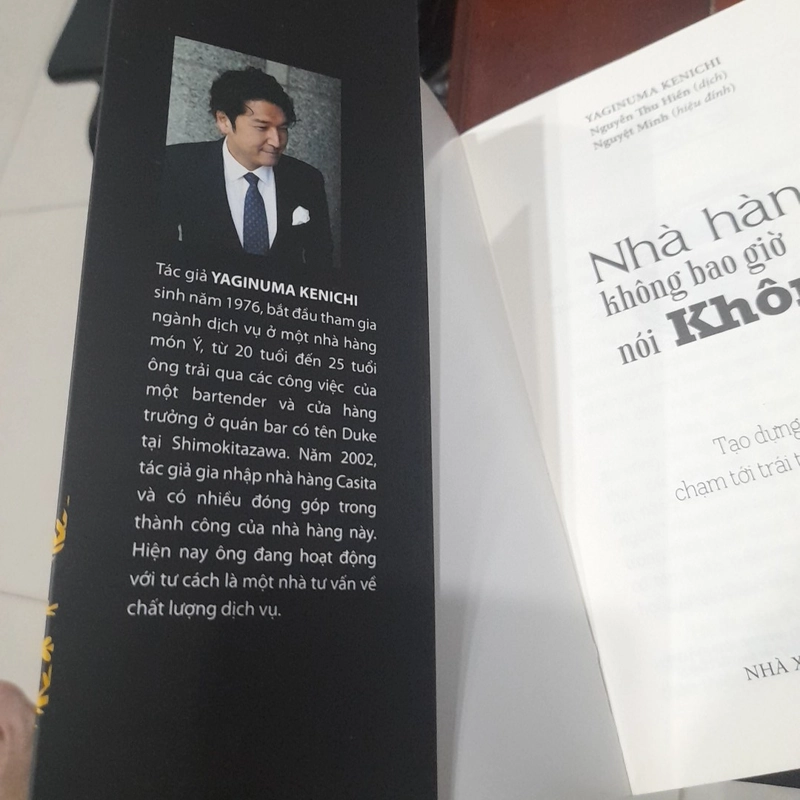 Tác giả YAGINUMA KENICHI
sinh năm 1976, bắt đầu tham gia
ngành dịch vụ ở một nhà hàng
món Ý, từ 20 tuổi đến 25 tuổi
ông trải qua các công việc của
một bartender và cửa hàng
trưởng ở quán bar có tên Duke
tại Shimokitazawa. Năm 2002,
tác giả gia nhập nhà hàng Casita
và có nhiều đóng góp trong
thành công của nhà hàng này.
Hiện nay ông đang hoạt động
với tư cách là một nhà tư vấn về
chất lượng dịch vụ.
YAGINUMA KENICHI
Nguyễn Thu Hiền (dịch)
Nguyệt Minh (hiệu đính)
Nhà hàn
không bao giờ
nói Khôn
Tạo dựng
chạm tới trái t
NHÀ X